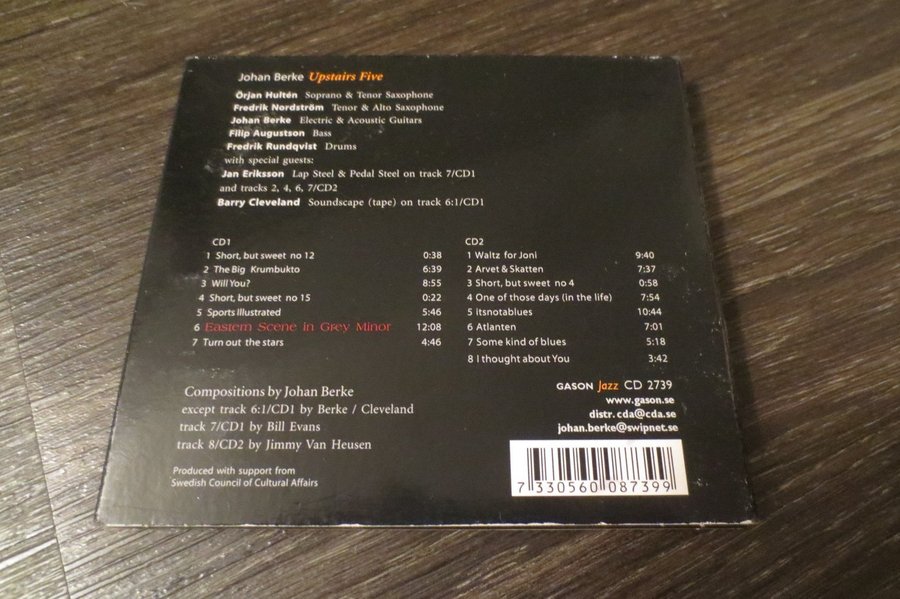 Johan Berke Upstairs Five
Örjan Hultén Soprano & Tenor Saxophone
Fredrik Nordström Tenor & Alto Saxophone
Johan Berke Electric & Acoustic Guitars
Filip Augustson Bass
Fredrik Rundqvist Drums
with special guests:
Jan Eriksson Lap Steel & Pedal Steel on track 7/CD1
and tracks 2, 4, 6, 7/CD2
Barry Cleveland Soundscape (tape) on track 6:1/CD1
CD1
1 Short, but sweet no 12 0:38
2 The Big Krumbukto 6:39
3 Will You? 8:55
4 Short, but sweet no 15 0:22
5 Sports Illustrated 5:46
6 Eastern Scene in Grey Minor 12:08
7 Turn out the stars 4:46
CD2
1 Waltz for Joni 9:40
2 Arvet & Skatten 7:37
3 Short, but sweet no 4 0:58
4 One of those days (in the life) 7:54
5 itsnotablues 10:44
6 Atlanten 7:01
7 Some kind of blues 5:18
8 I thought about You 3:42
Compositions by Johan Berke
except track 6:1/CD1 by Berke / Cleveland
track 7/CD1 by Bill Evans
track 8/CD2 by Jimmy Van Heusen
Produced with support from
Swedish Council of Cultural Affairs
GASON Jazz CD 2739
www.gason.se
distr. cda@cda.se
johan.berke@swipnet.se
7 330560 087399